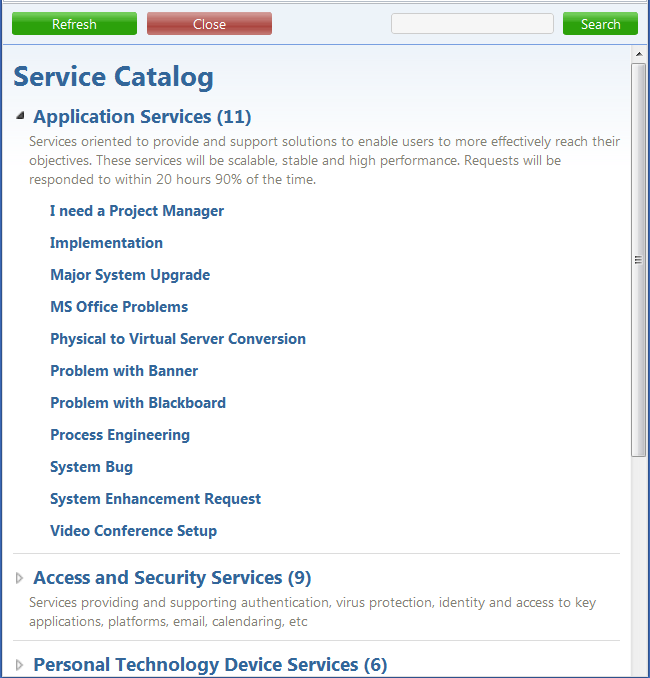 Refresh Close Search
Service Catalog
Application Services (11)
Services oriented to provide and support solutions to enable users to more effectively reach their
objectives. These services will be scalable, stable and high performance. Requests will be
responded to within 20 hours 90% of the time.
I need a Project Manager
Implementation
Major System Upgrade
MS Office Problems
Physical to Virtual Server Conversion
Problem with Banner
Problem with Blackboard
Process Engineering
System Bug
System Enhancement Request
Video Conference Setup
Access and Security Services (9)
Services providing and supporting authentication, virus protection, identity and access to key
applications, platforms, email, calendaring, etc
Personal Technology Device Services (6)